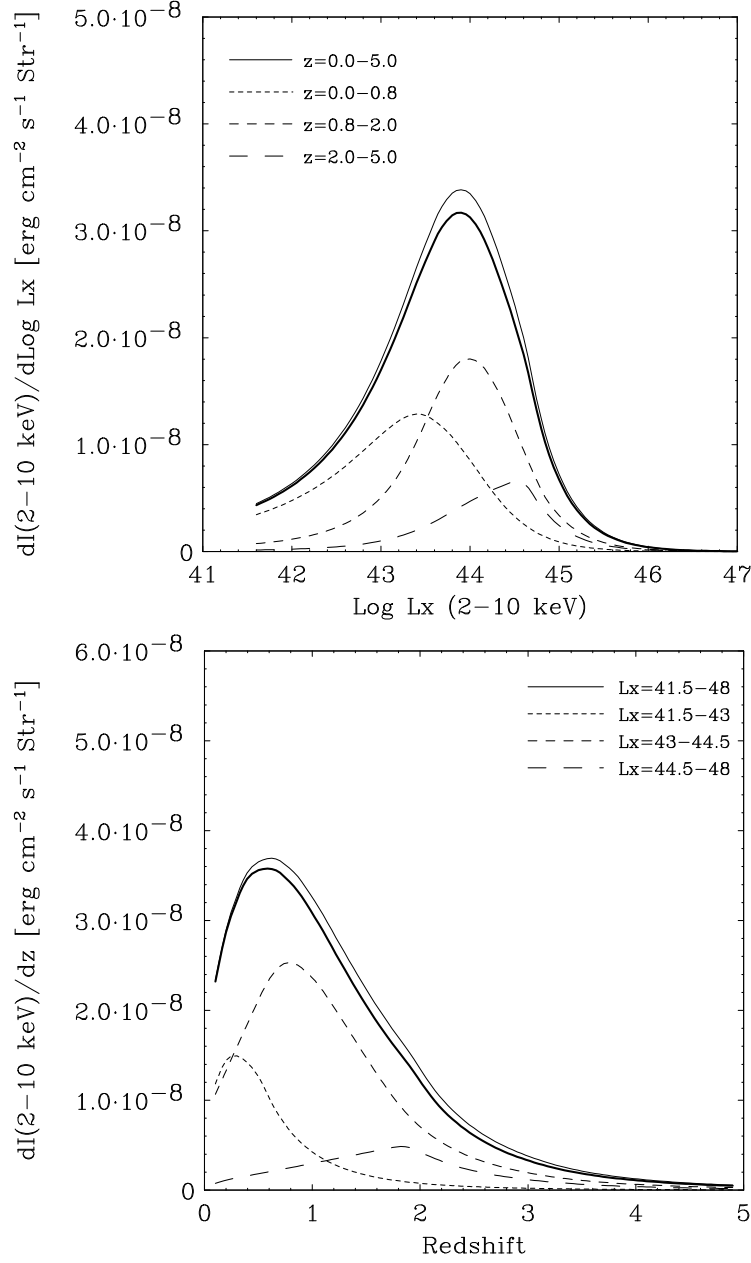 5.0·10−8
4.0·10−8
3.0·10−8
2.0·10−8
1.0·10−8
0
dI(2−10 keV)/dLog Lx [erg cm−2 s−1 Str−1]
z=0.0−5.0
z=0.0−0.8
z=0.8−2.0
z=2.0−5.0
41 42 43 44 45 46 47
Log Lx (2−10 keV)
6.0·10−8
5.0·10−8
4.0·10−8
3.0·10−8
2.0·10−8
1.0·10−8
0
dI(2−10 keV)/dz [erg cm−2 s−1 Str−1]
Lx=41.5−48
Lx=41.5−43
Lx=43−44.5
Lx=44.5−48
0 1 2 3 4 5
Redshift